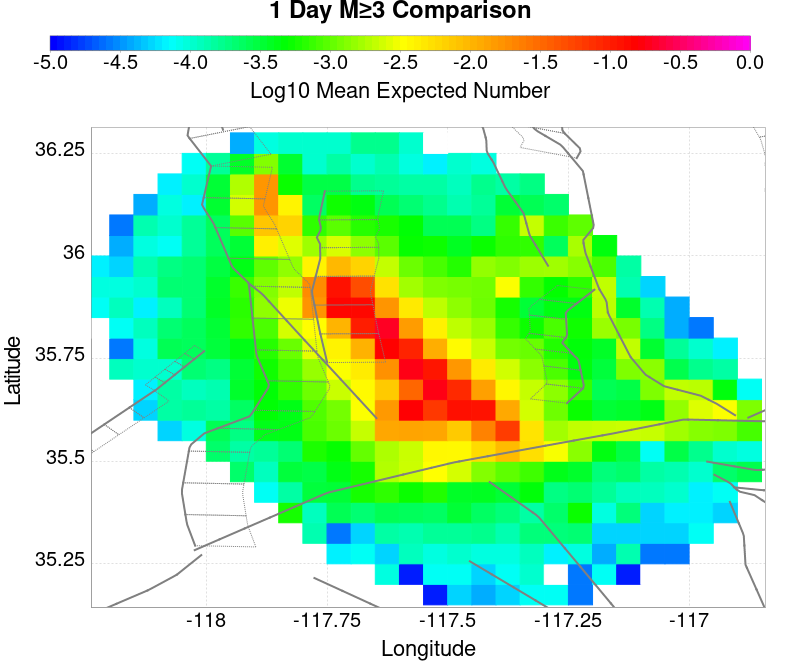 1 Day M≥3 Comparison
-5.0 -4.5 -4.0 -3.5 -3.0 -2.5 -2.0 -1.5 -1.0 -0.5 0.0
Log10 Mean Expected Number
36.25
36
35.75
35.5
35.25
Latitude
-118 -117.75 -117.5 -117.25 -117
Longitude